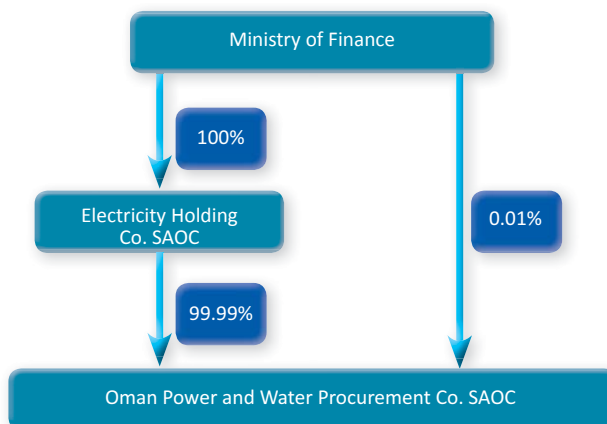 Ministry of Finance
100%
Electricity Holding
Co. SAOC
0.01%
99.99%
Oman Power and Water Procurement Co. SAOC